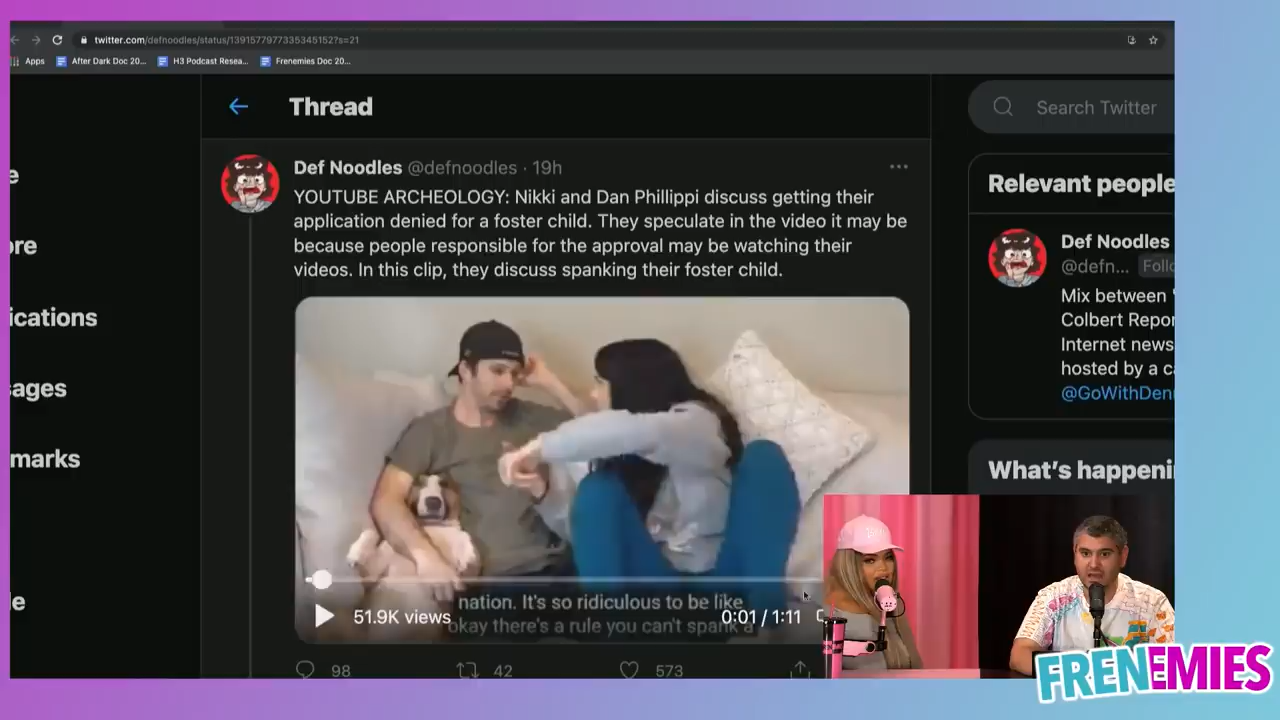 twitter.com/defnoodles/status/1391577977335345152?s=21
Apps After Dark Doc 20... H3 Podcast Resea... Frenemies Doc 20...
Thread
Search Twitter
Def Noodles @defnoodles · 19h
YOUTUBE ARCHEOLOGY: Nikki and Dan Phillippi discuss getting their
application denied for a foster child. They speculate in the video it may be
because people responsible for the approval may be watching their
videos. In this clip, they discuss spanking their foster child.
nation. It's so ridiculous to be like
okay there's a rule you can't spank a
51.9K views
0:01 / 1:11
98 42 573
e
ore
ications
sages
marks
le
Relevant people
Def Noodles
@defn... Follo
Mix between "
Colbert Repor
Internet news
hosted by a ca
@GoWithDenn
What's happenin
FRENEMIES